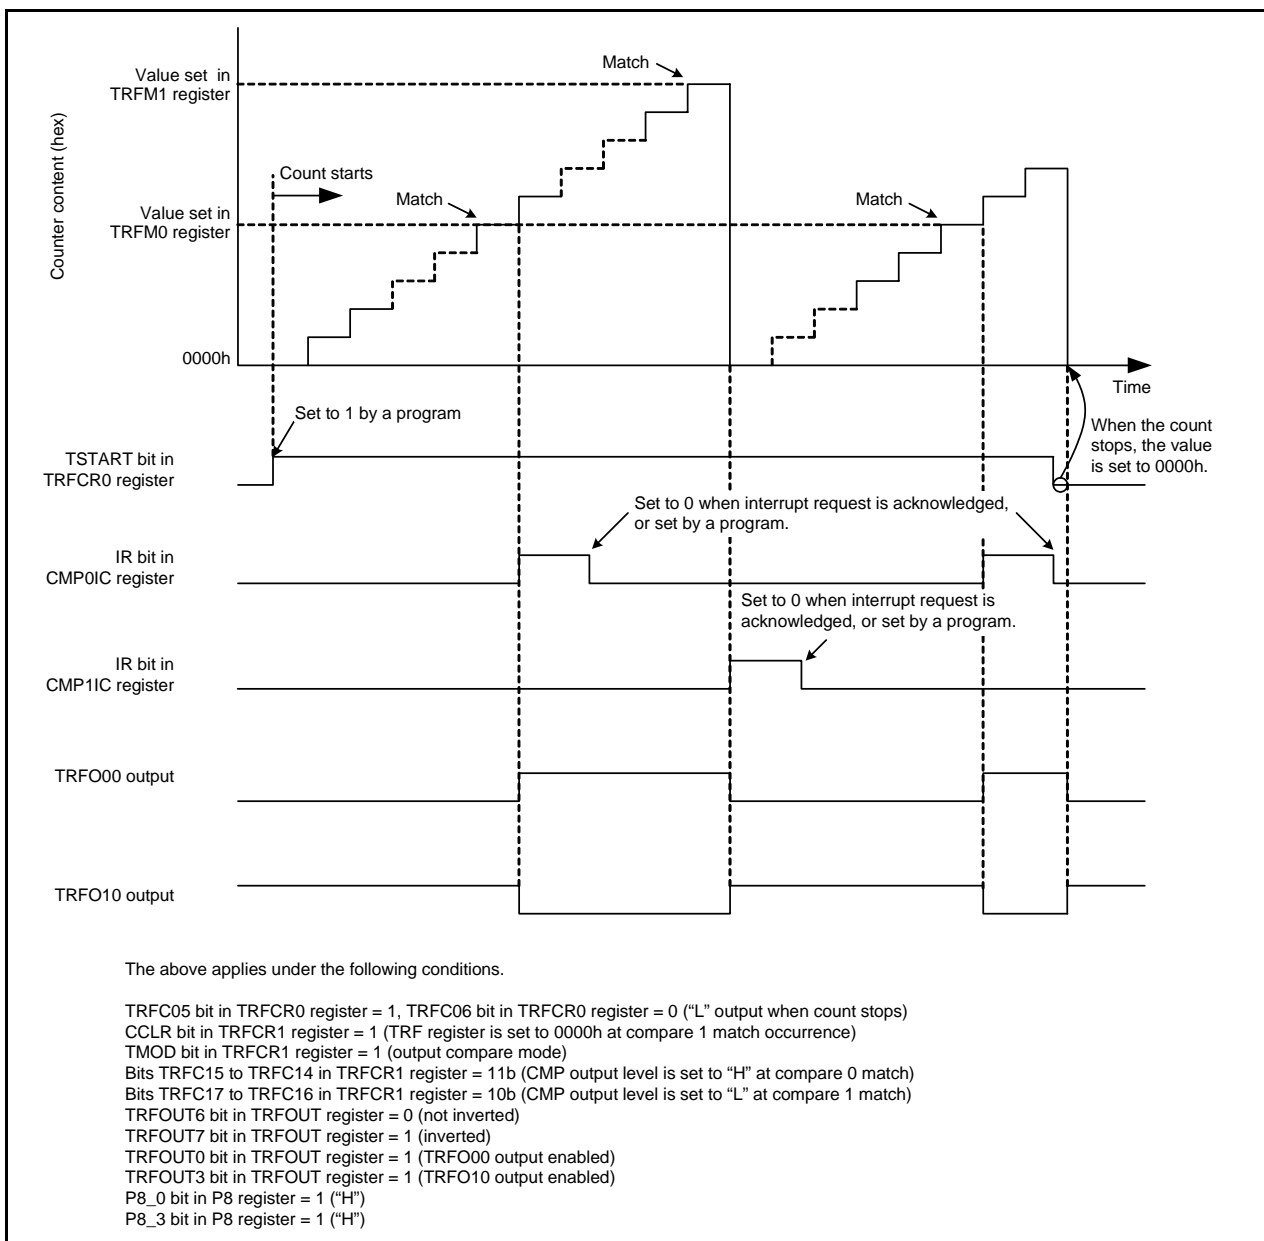 Match
Value set in
TRFM1 register
Counter content (hex)
Count starts
Match
Match
Value set in
TRFM0 register
0000h
Time
Set to 1 by a program
When the count
stops, the value
is set to 0000h.
TSTART bit in
TRFCR0 register
Set to 0 when interrupt request is acknowledged,
or set by a program.
IR bit in
CMP0IC register
Set to 0 when interrupt request is
acknowledged, or set by a program.
IR bit in
CMP1IC register
TRFO00 output
TRFO10 output
The above applies under the following conditions.
TRFC05 bit in TRFCR0 register = 1, TRFC06 bit in TRFCR0 register = 0 (“L” output when count stops)
CCLR bit in TRFCR1 register = 1 (TRF register is set to 0000h at compare 1 match occurrence)
TMOD bit in TRFCR1 register = 1 (output compare mode)
Bits TRFC15 to TRFC14 in TRFCR1 register = 11b (CMP output level is set to “H” at compare 0 match)
Bits TRFC17 to TRFC16 in TRFCR1 register = 10b (CMP output level is set to “L” at compare 1 match)
TRFOUT6 bit in TRFOUT register = 0 (not inverted)
TRFOUT7 bit in TRFOUT register = 1 (inverted)
TRFOUT0 bit in TRFOUT register = 1 (TRFO00 output enabled)
TRFOUT3 bit in TRFOUT register = 1 (TRFO10 output enabled)
P8_0 bit in P8 register = 1 (“H”)
P8_3 bit in P8 register = 1 (“H”)